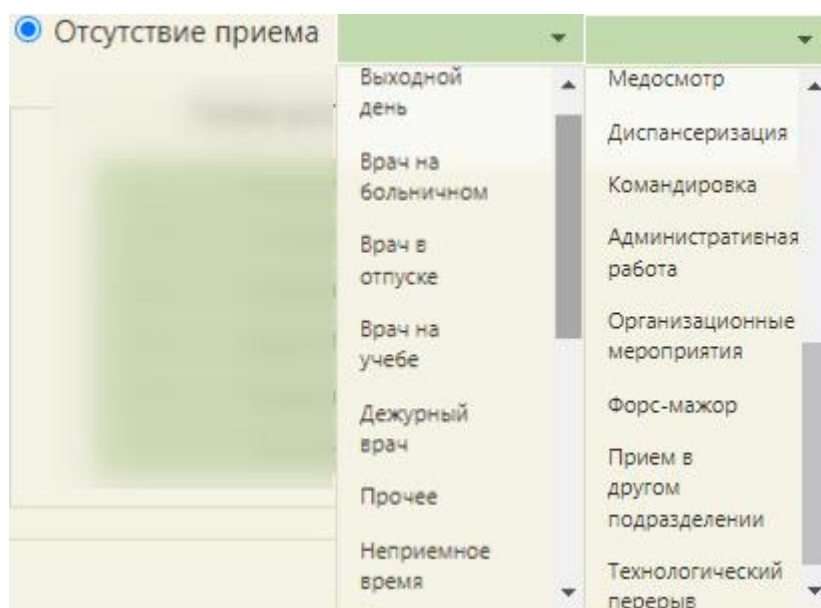 Отсутствие приема
Выходной
день
Врач на
больничном
Врач в
отпуске
Врач на
учебе
Дежурный
врач
Прочее
Неприемное
время
Медосмотр
Диспансеризация
Командировка
Административная
работа
Организационные
мероприятия
Форс-мажор
Прием в
другом
подразделении
Технологический
перерыв